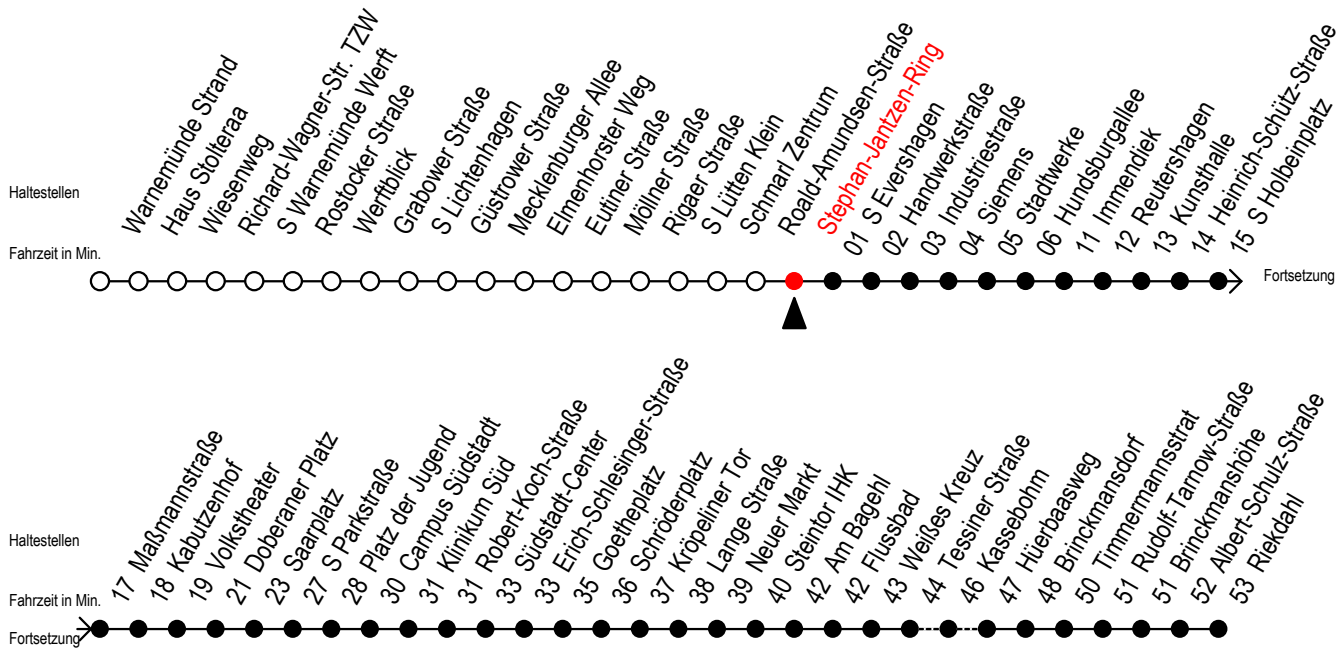 Haltestellen
Warnemünde Strand
Haus Stolteraa
Wiesenweg
Richard-Wagner-Str. TZW
S Warnemünde Werft
Rostocker Straße
Werftblick
Grabower Straße
S Lichtenhagen
Güstrower Straße
Mecklenburger Allee
Elmenhorster Weg
Eutiner Straße
Möllner Straße
Rigaer Straße
S Lütten Klein
Schmarl Zentrum
Roald-Amundsen-Straße
Stephan-Jantzen-Ring
01 S Evershagen
02 Handwerkstraße
03 Industriestraße
04 Siemens
05 Stadtwerke
06 Hundsburgallee
11 Immendiek
12 Reutershagen
13 Kunsthalle
14 Heinrich-Schütz-Straße
15 S Holbeinplatz
Fahrzeit in Min.
Fortsetzung
Haltestellen
17 Maßmannstraße
18 Kabutzenhof
19 Volkstheater
21 Doberaner Platz
23 Saarplatz
27 S Parkstraße
28 Platz der Jugend
30 Campus Südstadt
31 Klinikum Süd
31 Robert-Koch-Straße
33 Südstadt-Center
33 Erich-Schlesinger-Straße
35 Goetheplatz
36 Schröderplatz
37 Kröpeliner Tor
38 Lange Straße
39 Neuer Markt
40 Steintor IHK
42 Am Bagehl
42 Flussbad
43 Weißes Kreuz
44 Tessiner Straße
46 Kassebohm
47 Hüerbaasweg
48 Brinckmansdorf
50 Timmermannsstrat
51 Rudolf-Tarnow-Straße
51 Brinckmanshöhe
52 Albert-Schulz-Straße
53 Riekdahl
Fahrzeit in Min.
Fortsetzung